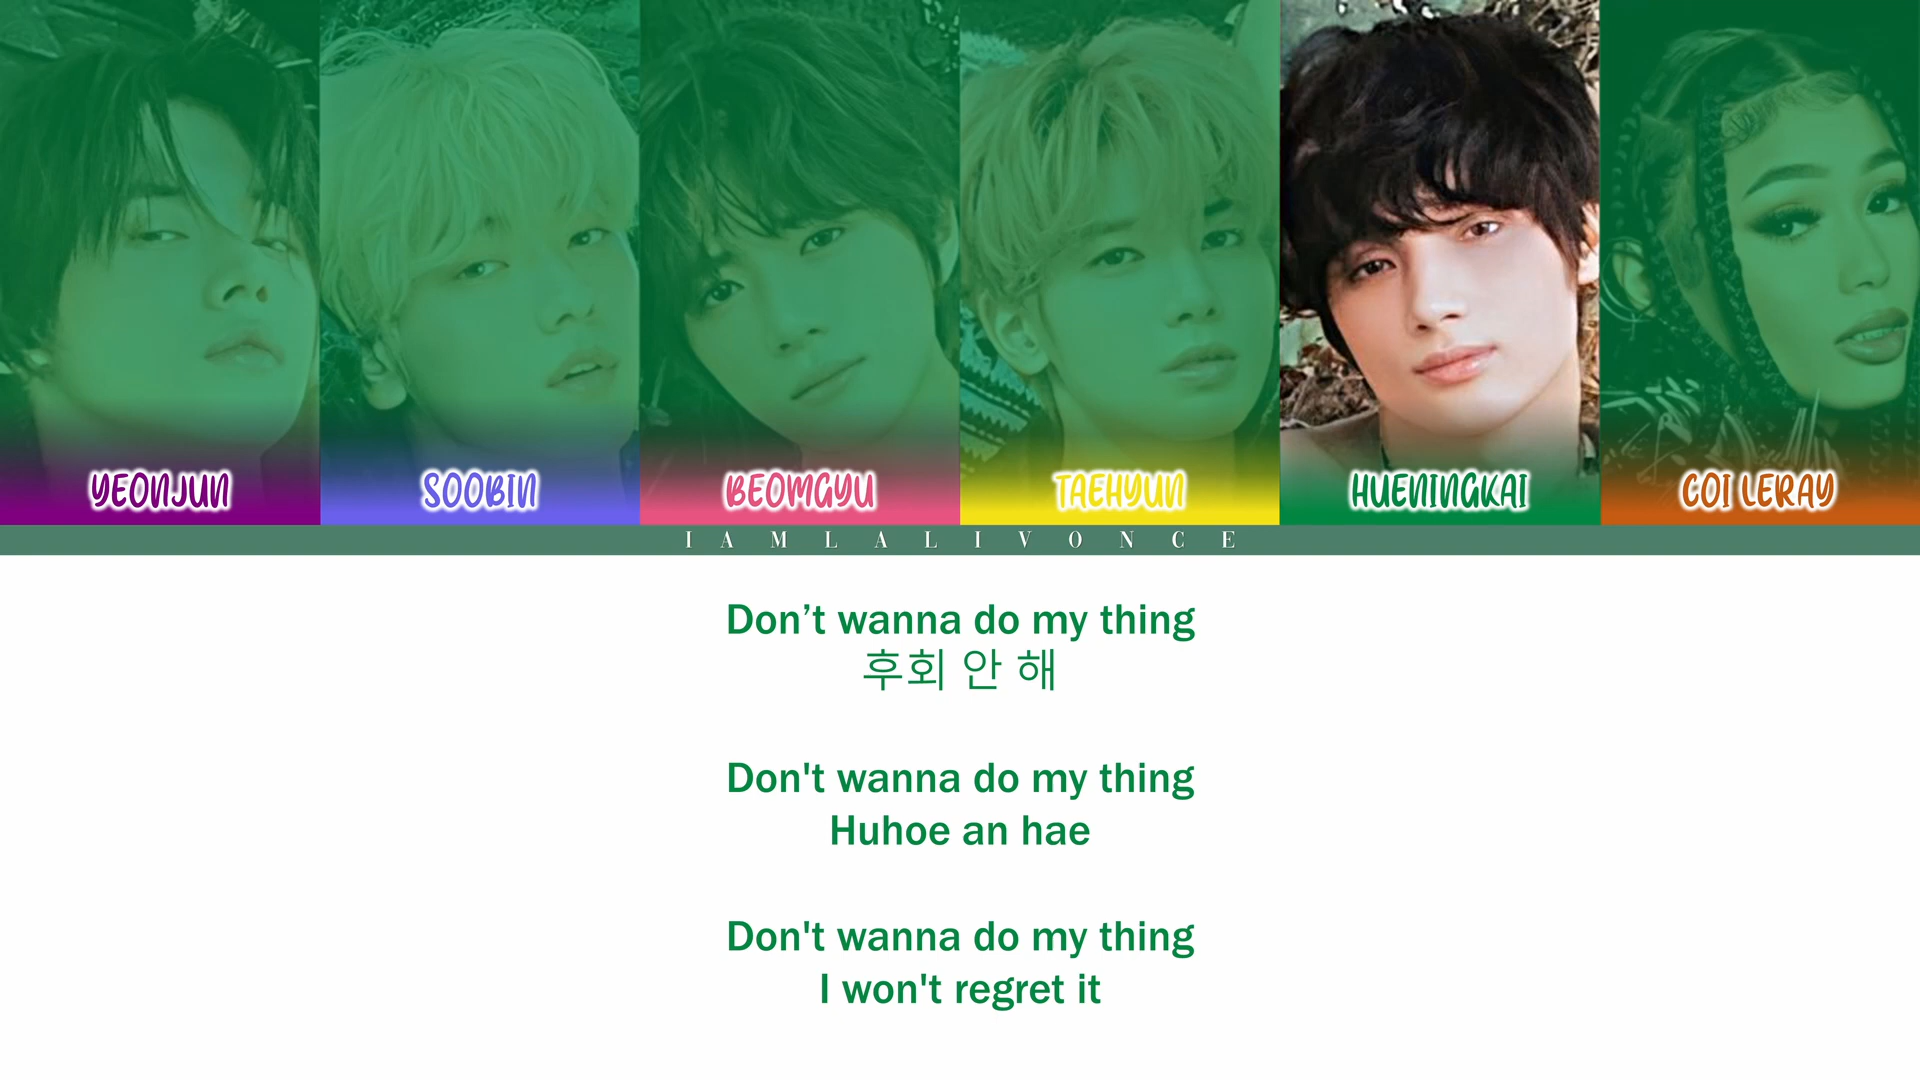 YEONJUN
SOOBIN
BEOMGYU
TAEHYUN
HUENINGKAI
COI LERAY
IAMLALIVONCE
Don’t wanna do my thing
후회 안 해
Don't wanna do my thing
Huhoe an hae
Don't wanna do my thing
I won't regret it